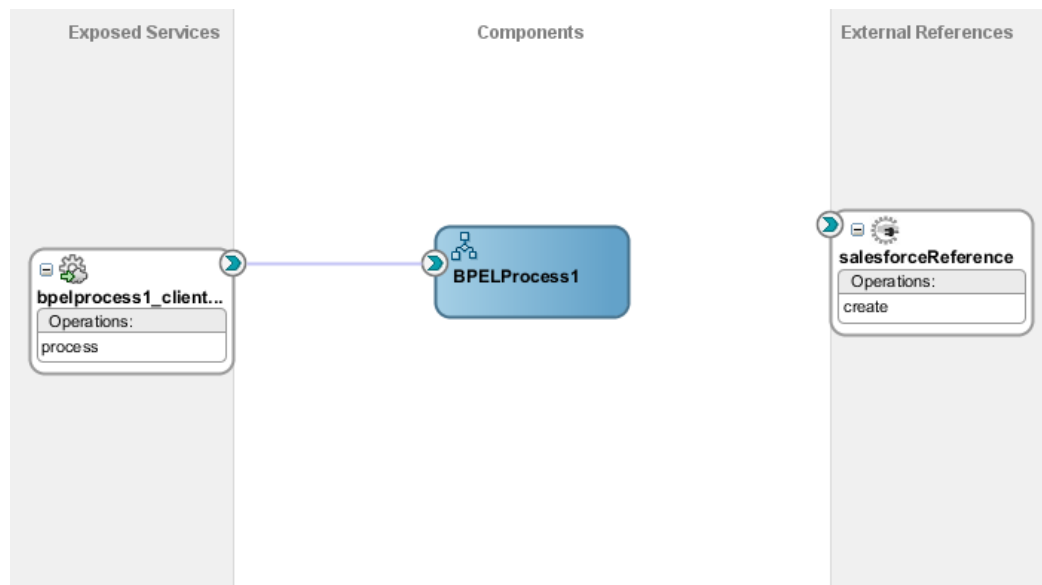 Exposed Services
Components
External References
bpelprocess1_client...
Operations:
process
BPELProcess1
salesforceReference
Operations:
create